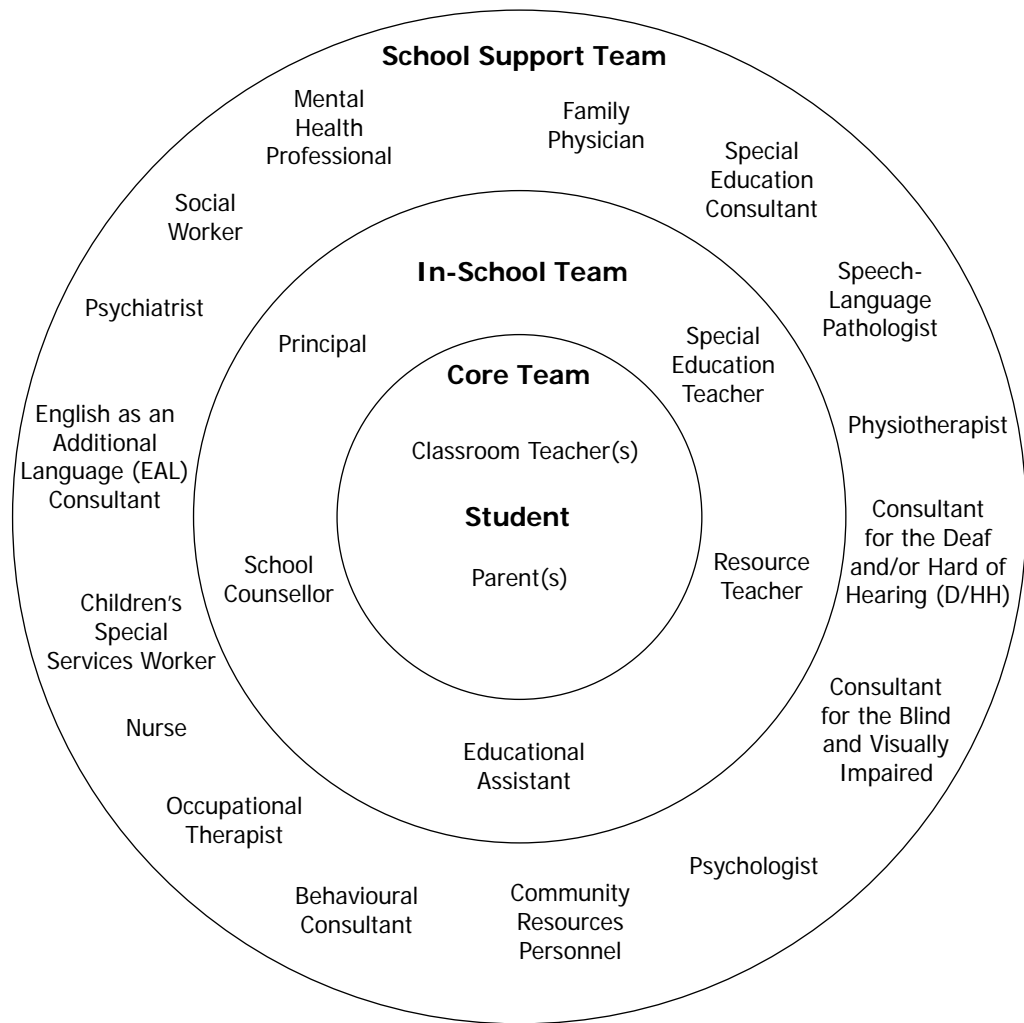 School Support Team
Mental
Health
Professional
Family
Physician
Special
Education
Consultant
Social
Worker
Speech-
Language
Pathologist
Psychiatrist
Physiotherapist
English as an
Additional
Language (EAL)
Consultant
Consultant
for the Deaf
and/or Hard of
Hearing (D/HH)
Children's
Special
Services Worker
Consultant
for the Blind
and Visually
Impaired
Nurse
Occupational
Therapist
Psychologist
Behavioural
Consultant
Community
Resources
Personnel
In-School Team
Principal
Special
Education
Teacher
School
Counsellor
Resource
Teacher
Educational
Assistant
Core Team
Classroom Teacher(s)
Student
Parent(s)